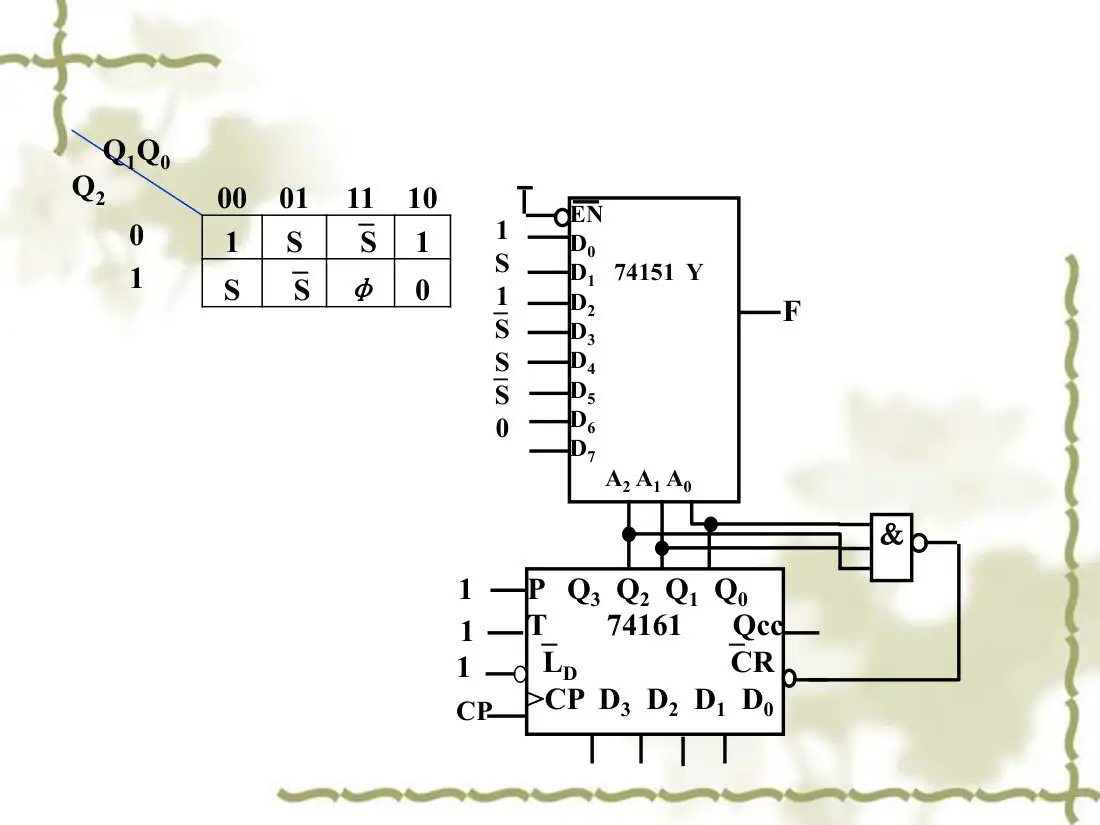 Q₁Q₀
Q₂
00 01 11 10
0 1 S S̅ 1
1 S S̅ Φ 0
E̅N̅
1 D₀
S D₁ 74151 Y
1 D₂
F
S̅ D₃
S D₄
S̅ D₅
0 D₆
D₇
A₂ A₁ A₀
&
1 P Q₃ Q₂ Q₁ Q₀
1 T 74161 Qcc
1 L̅D C̅R
CP >CP D₃ D₂ D₁ D₀